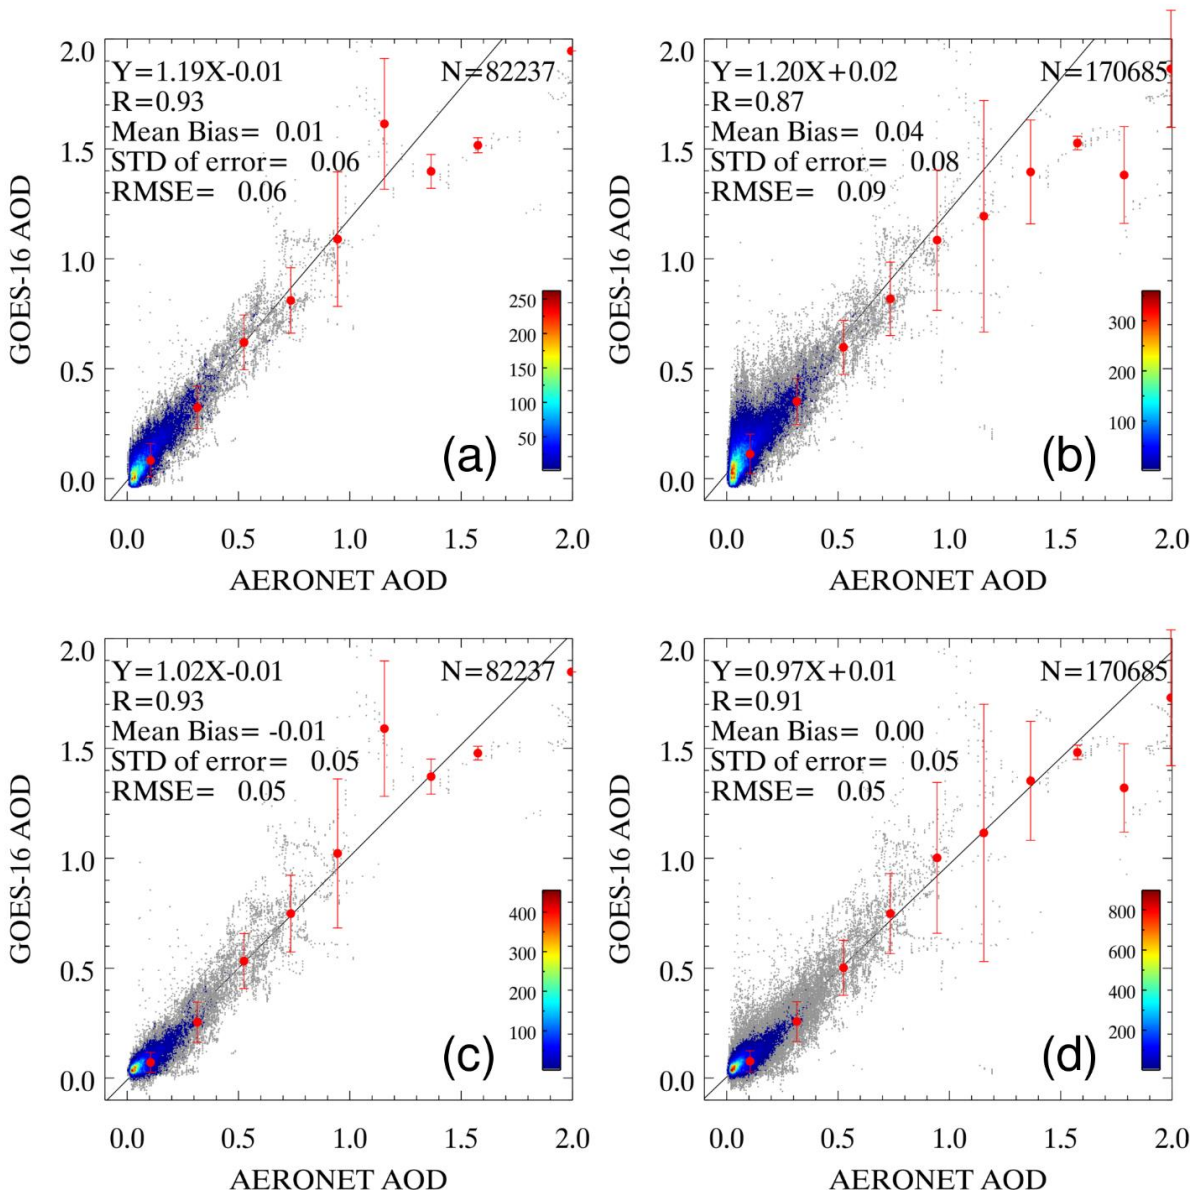 2.0
1.5
1.0
0.5
0.0
GOES-16 AOD
Y=1.19X-0.01 N=82237
R=0.93
Mean Bias= 0.01
STD of error= 0.06
RMSE= 0.06
250
200
150
100
50
(a)
0.0 0.5 1.0 1.5 2.0
AERONET AOD
2.0
1.5
1.0
0.5
0.0
GOES-16 AOD
Y=1.20X+0.02 N=170685
R=0.87
Mean Bias= 0.04
STD of error= 0.08
RMSE= 0.09
300
200
100
(b)
0.0 0.5 1.0 1.5 2.0
AERONET AOD
2.0
1.5
1.0
0.5
0.0
GOES-16 AOD
Y=1.02X-0.01 N=82237
R=0.93
Mean Bias= -0.01
STD of error= 0.05
RMSE= 0.05
400
300
200
100
(c)
0.0 0.5 1.0 1.5 2.0
AERONET AOD
2.0
1.5
1.0
0.5
0.0
GOES-16 AOD
Y=0.97X+0.01 N=170685
R=0.91
Mean Bias= 0.00
STD of error= 0.05
RMSE= 0.05
800
600
400
200
(d)
0.0 0.5 1.0 1.5 2.0
AERONET AOD